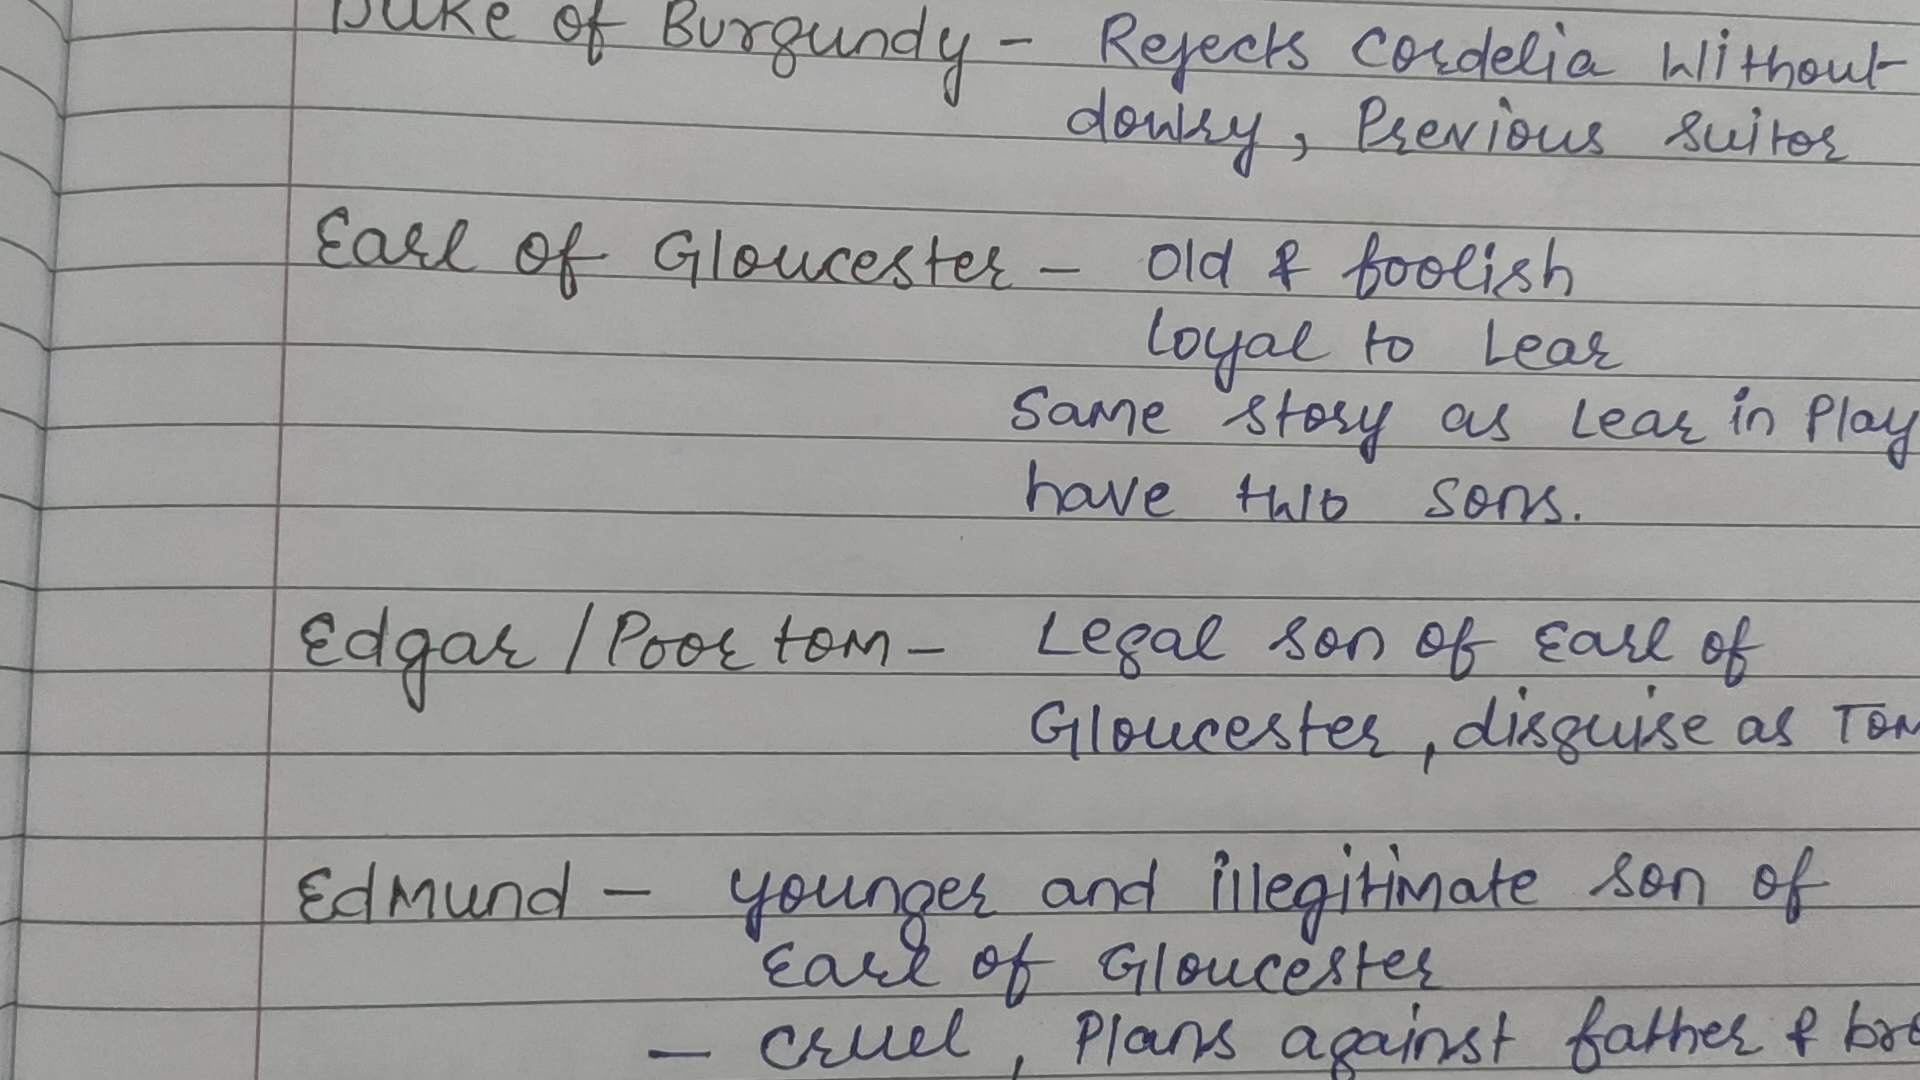 Duke of Burgundy - Rejects Cordelia Without
dowry, Previous suitor
Earl of Gloucester - Old & foolish
Loyal to Lear
Same story as Lear in Play
have two sons.
Edgar / Poor tom - Legal son of Earl of
Gloucester, disguise as Tom
Edmund - younger and illegitimate son of
Earl of Gloucester
- cruel, Plans against father &